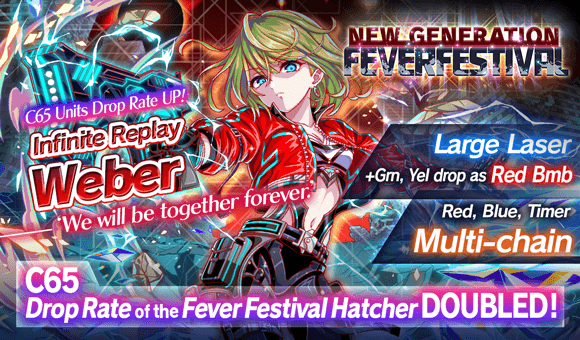 NEW GENERATION
FEVERFESTIVAL
C65 Units Drop Rate UP!
Infinite Replay
Weber
"We will be together forever."
Large Laser
+Grn, Yel drop as Red Bmb
Red, Blue, Timer
Multi-chain
C65
Drop Rate of the Fever Festival Hatcher DOUBLED!